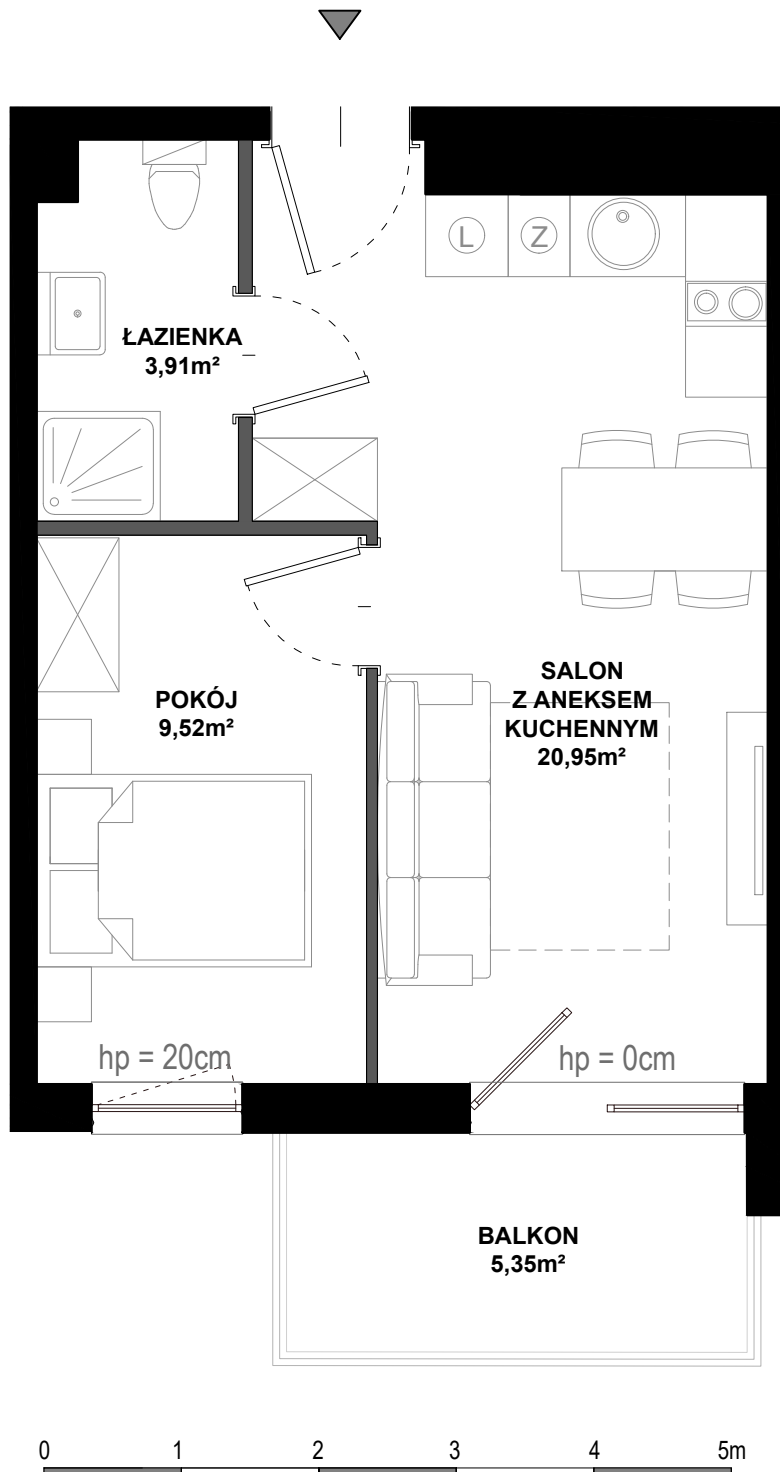 L
Z
ŁAZIENKA
3,91m²
POKÓJ
9,52m²
SALON
Z ANEKSEM
KUCHENNYM
20,95m²
hp = 20cm
hp = 0cm
BALKON
5,35m²
0 1 2 3 4 5m